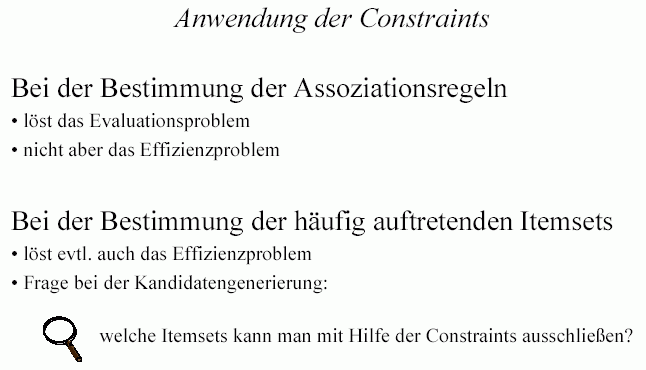 Anwendung der Constraints
Bei der Bestimmung der Assoziationsregeln
• löst das Evaluationsproblem
• nicht aber das Effizienzproblem
Bei der Bestimmung der häufig auftretenden Itemsets
• löst evtl. auch das Effizienzproblem
• Frage bei der Kandidatengenerierung:
welche Itemsets kann man mit Hilfe der Constraints ausschließen?